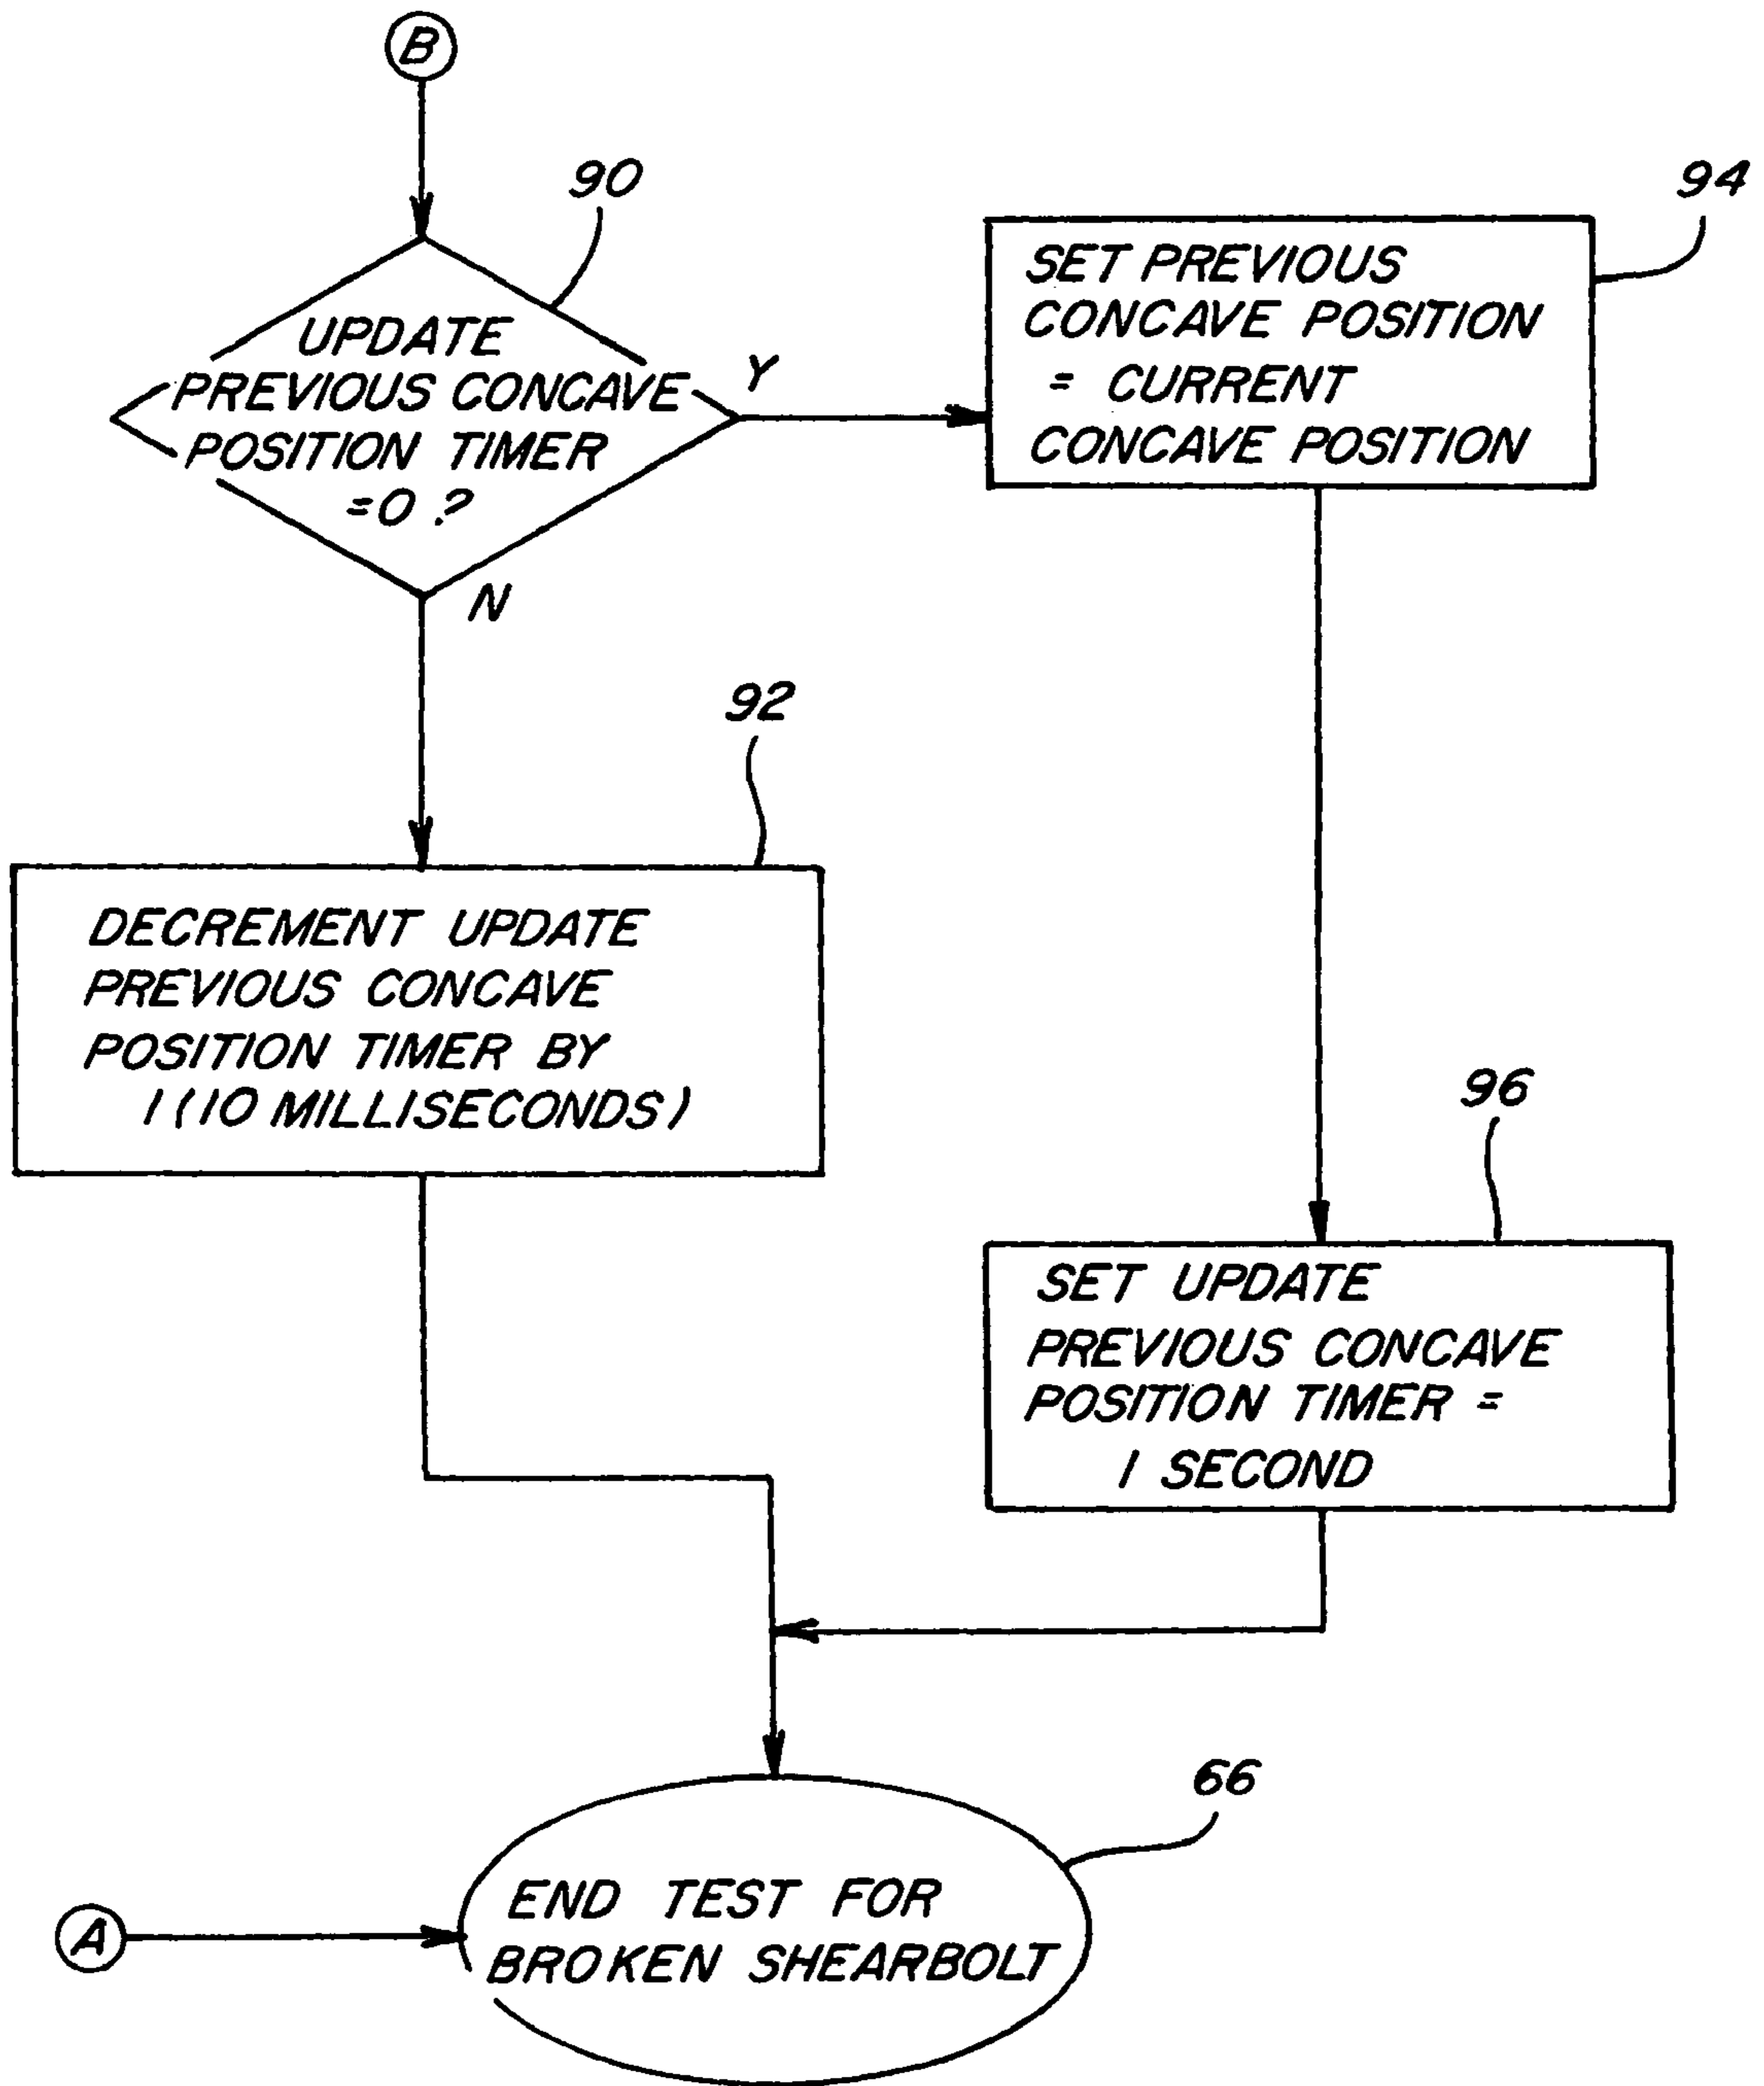 B
90
UPDATE
PREVIOUS CONCAVE
POSITION TIMER
=0 ?
Y
N
94
SET PREVIOUS
CONCAVE POSITION
= CURRENT
CONCAVE POSITION
92
DECREMENT UPDATE
PREVIOUS CONCAVE
POSITION TIMER BY
1 (10 MILLISECONDS)
96
SET UPDATE
PREVIOUS CONCAVE
POSITION TIMER =
1 SECOND
66
END TEST FOR
BROKEN SHEARBOLT
A